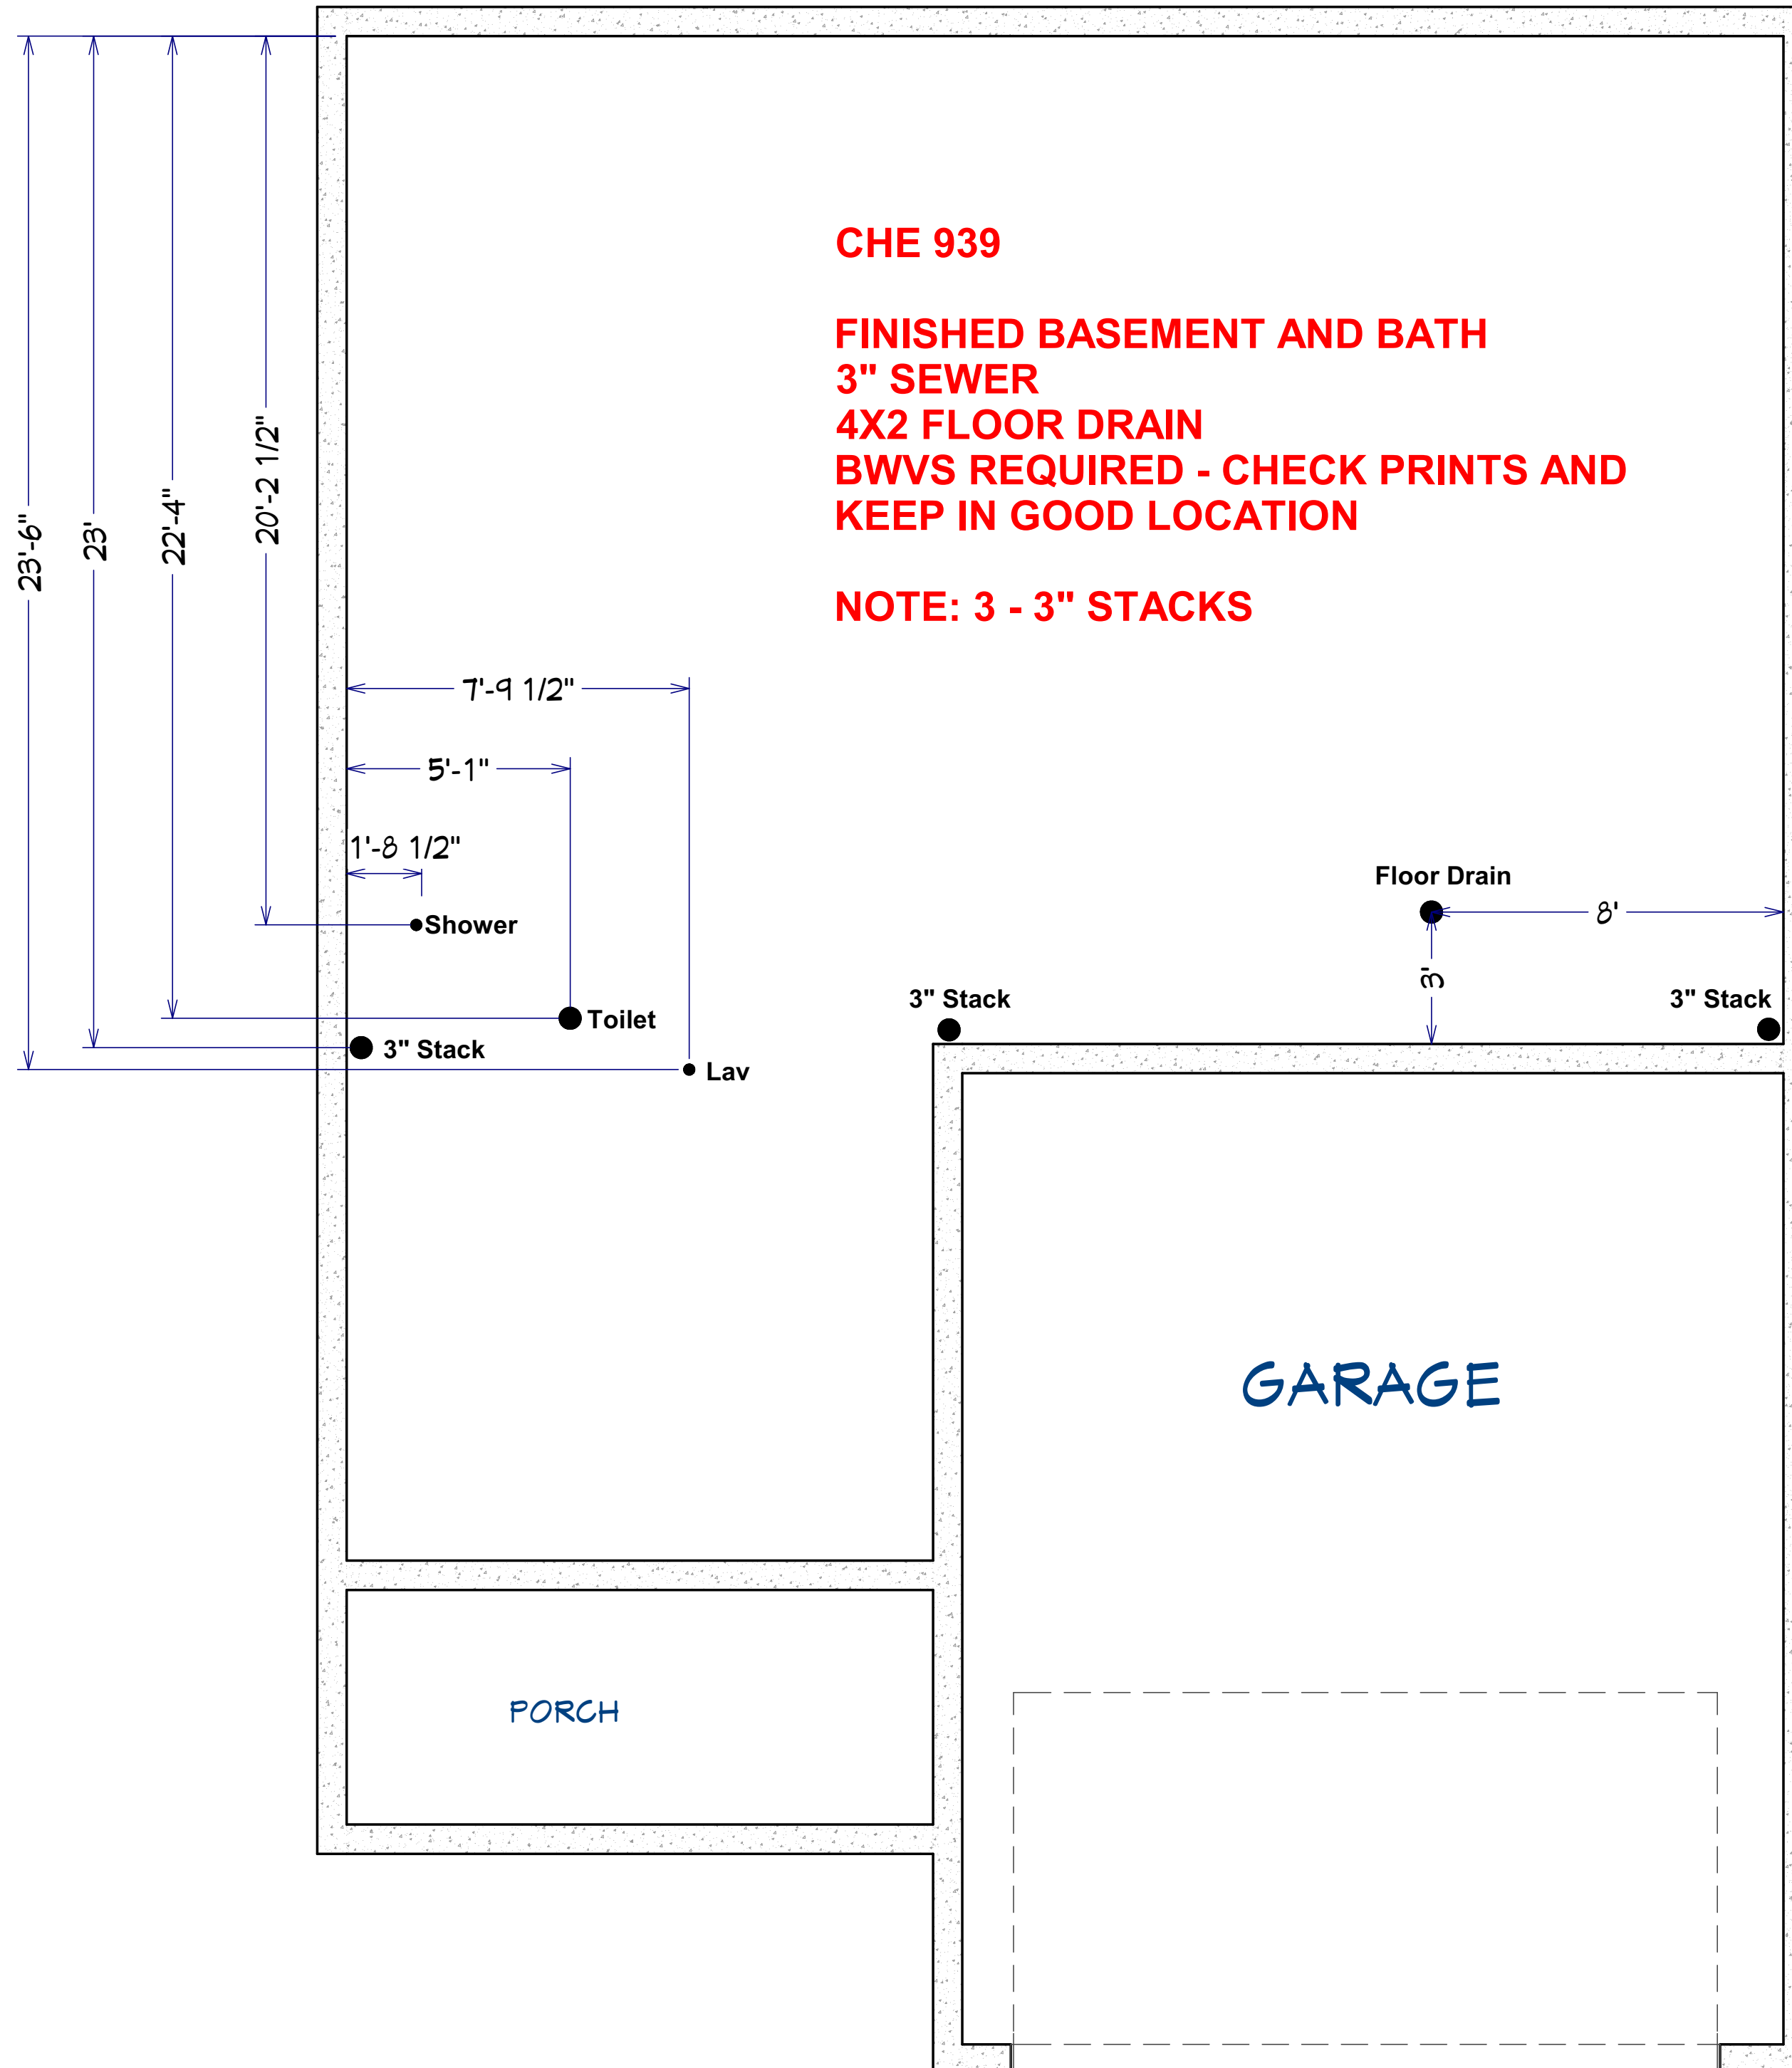 CHE 939
FINISHED BASEMENT AND BATH
3" SEWER
4X2 FLOOR DRAIN
BWVS REQUIRED - CHECK PRINTS AND
KEEP IN GOOD LOCATION
NOTE: 3 - 3" STACKS
23'-6"
23'
22'-4"
20'-2 1/2"
7'-9 1/2"
5'-1"
1'-8 1/2"
Shower
Toilet
3" Stack
Lav
Floor Drain
8'
3'
3" Stack
3" Stack
GARAGE
PORCH